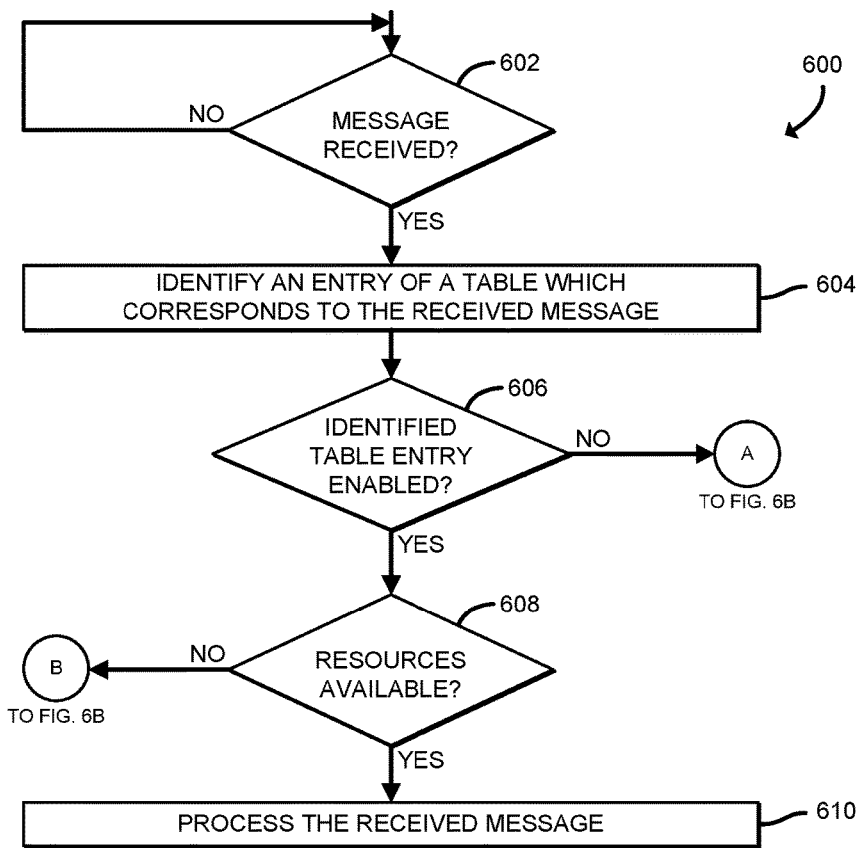 602
600
NO
MESSAGE
RECEIVED?
YES
IDENTIFY AN ENTRY OF A TABLE WHICH
CORRESPONDS TO THE RECEIVED MESSAGE
604
606
IDENTIFIED
TABLE ENTRY
ENABLED?
NO
A
TO FIG. 6B
YES
608
B
NO
RESOURCES
AVAILABLE?
TO FIG. 6B
YES
PROCESS THE RECEIVED MESSAGE
610